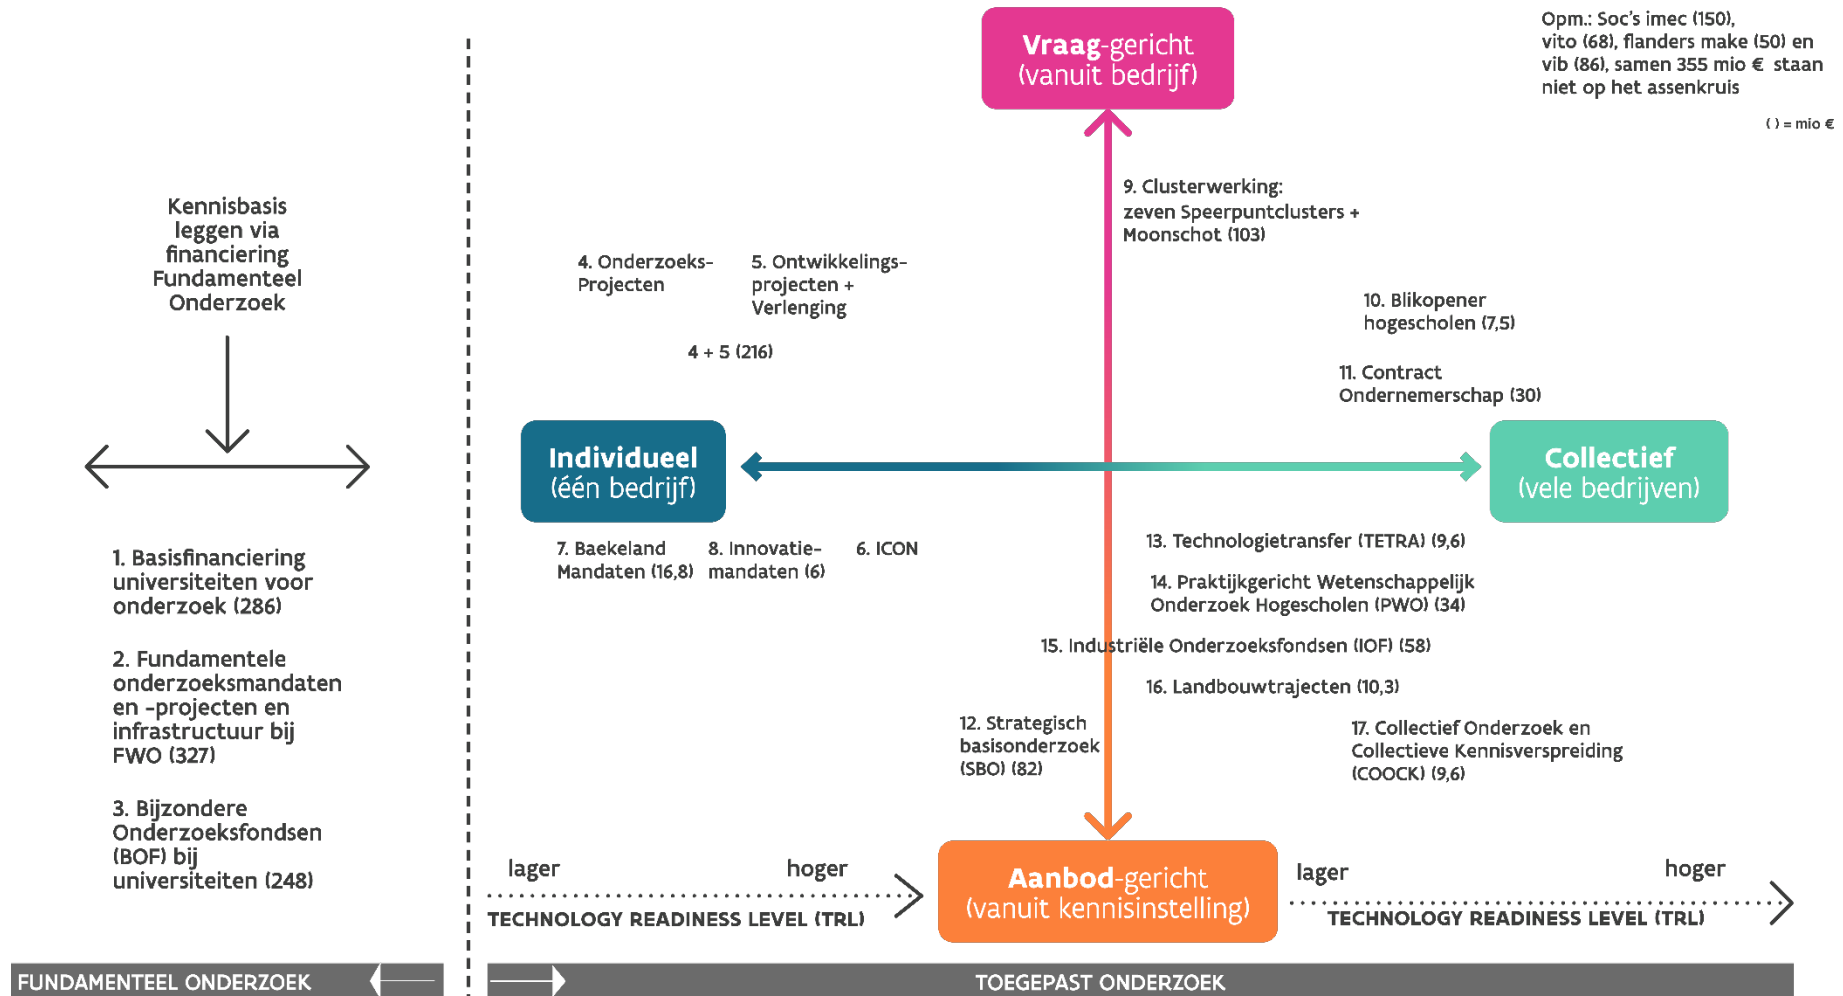 Opm.: Soc's imec (150),
vito (68), flanders make (50) en
vib (86), samen 355 mio € staan
niet op het assenkruis
( ) = mio €
Vraag-gericht
(vanuit bedrijf)
Kennisbasis
leggen via
financiering
Fundamenteel
Onderzoek
9. Clusterwerking:
zeven Speerpuntclusters +
Moonshot (103)
4. Onderzoeks-
Projecten
5. Ontwikkelings-
projecten +
Verlenging
4 + 5 (216)
10. Blikopener
hogescholen (7,5)
11. Contract
Ondernemerschap (30)
Individueel
(één bedrijf)
Collectief
(vele bedrijven)
1. Basisfinanciering
universiteiten voor
onderzoek (286)
2. Fundamentele
onderzoeksmandaten
en -projecten en
infrastructuur bij
FWO (327)
3. Bijzondere
Onderzoeksfondsen
(BOF) bij
universiteiten (248)
7. Baekeland
Mandaten (16,8)
8. Innovatie-
mandaten (6)
6. ICON
13. Technologietransfer (TETRA) (9,6)
14. Praktijkgericht Wetenschappelijk
Onderzoek Hogescholen (PWO) (34)
15. Industriële Onderzoeksfondsen (IOF) (58)
16. Landbouwtrajecten (10,3)
12. Strategisch
basisonderzoek
(SBO) (82)
17. Collectief Onderzoek en
Collectieve Kennisverspreiding
(COOCK) (9,6)
lager hoger
TECHNOLOGY READINESS LEVEL (TRL)
Aanbod-gericht
(vanuit kennisinstelling)
lager hoger
TECHNOLOGY READINESS LEVEL (TRL)
FUNDAMENTEEL ONDERZOEK
TOEGEPAST ONDERZOEK